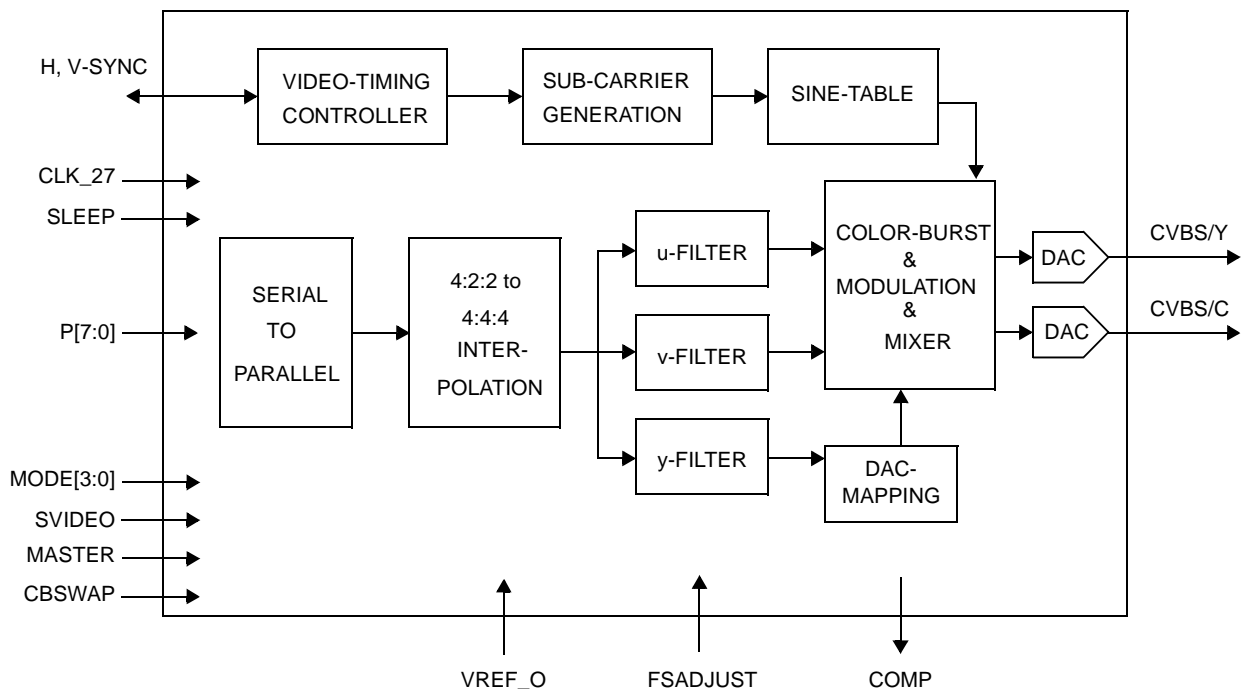 H, V-SYNC
VIDEO-TIMING
CONTROLLER
SUB-CARRIER
GENERATION
SINE-TABLE
CLK_27
SLEEP
P[7:0]
SERIAL
TO
PARALLEL
4:2:2 to
4:4:4
INTER-
POLATION
u-FILTER
v-FILTER
y-FILTER
COLOR-BURST
&
MODULATION
&
MIXER
DAC-
MAPPING
DAC
CVBS/Y
DAC
CVBS/C
MODE[3:0]
SVIDEO
MASTER
CBSWAP
VREF_O
FSADJUST
COMP